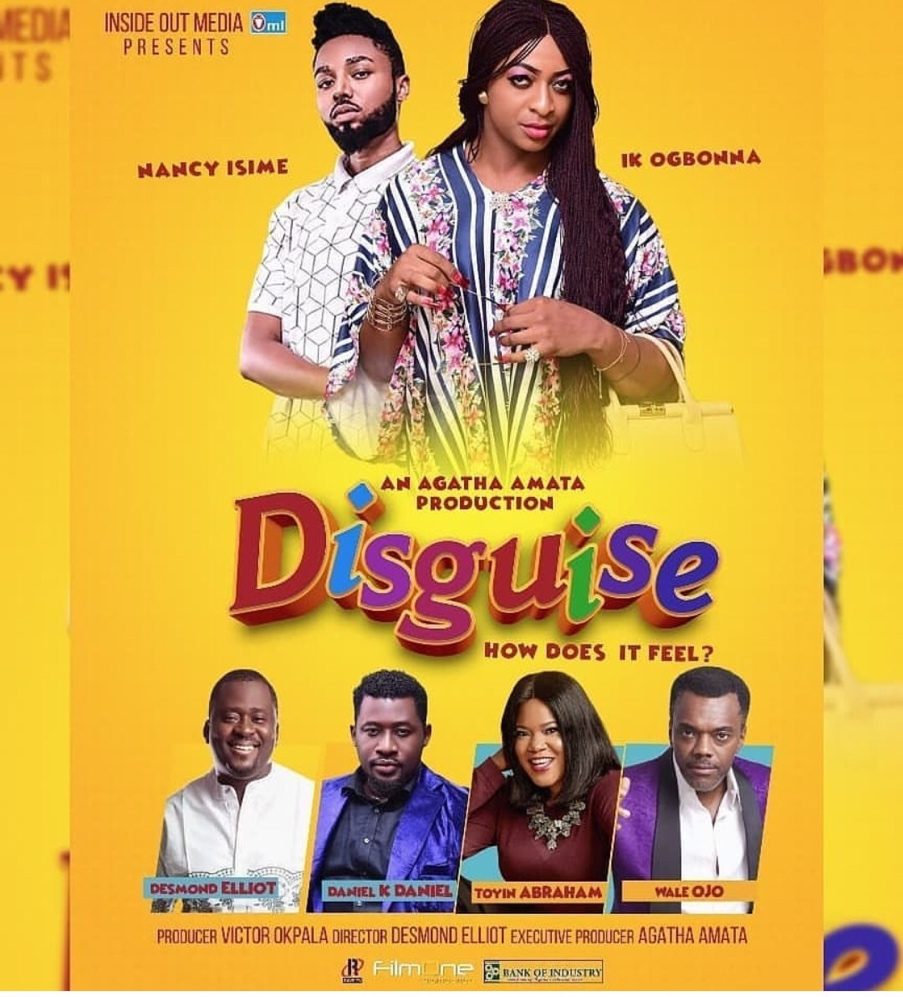 INSIDE OUT MEDIA Oml
PRESENTS
NANCY ISIME
IK OGBONNA
AN AGATHA AMATA
PRODUCTION
Disguise
HOW DOES IT FEEL?
DESMOND ELLIOT
DANIEL K DANIEL
TOYIN ABRAHAM
WALE OJO
PRODUCER VICTOR OKPALA DIRECTOR DESMOND ELLIOT EXECUTIVE PRODUCER AGATHA AMATA
FilmOne
BANK OF INDUSTRY